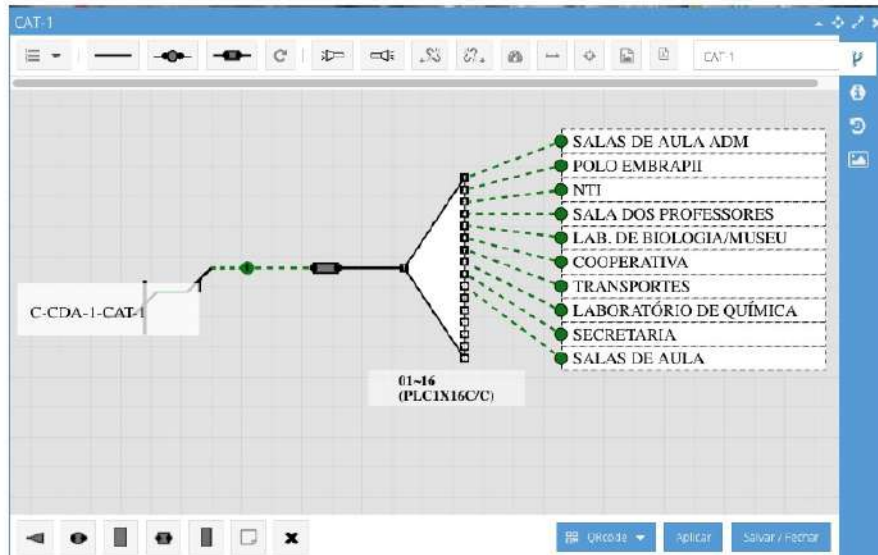 CAT-1
CAT-1
SALAS DE AULA ADM
POLO EMBRAPII
NTI
SALA DOS PROFESSORES
LAB. DE BIOLOGIA/MUSEU
COOPERATIVA
TRANSPORTES
LABORATÓRIO DE QUÍMICA
SECRETARIA
SALAS DE AULA
C-CDA-1-CAT-1
01~16
(PLC1X16C/C)
QRcode
Aplicar
Salvar / Fechar